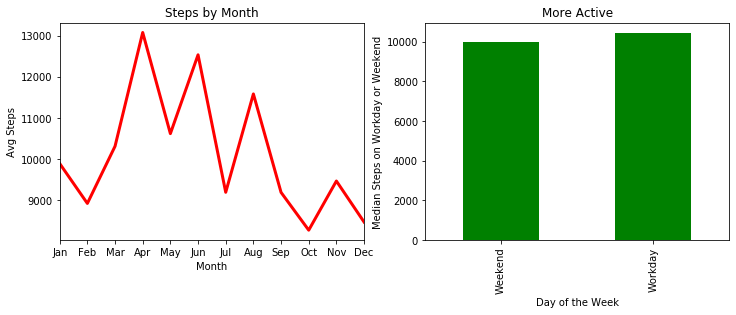 Steps by Month
Avg Steps
13000
12000
11000
10000
9000
Jan Feb Mar Apr May Jun Jul Aug Sep Oct Nov Dec
Month
More Active
Median Steps on Workday or Weekend
10000
8000
6000
4000
2000
0
Weekend
Workday
Day of the Week